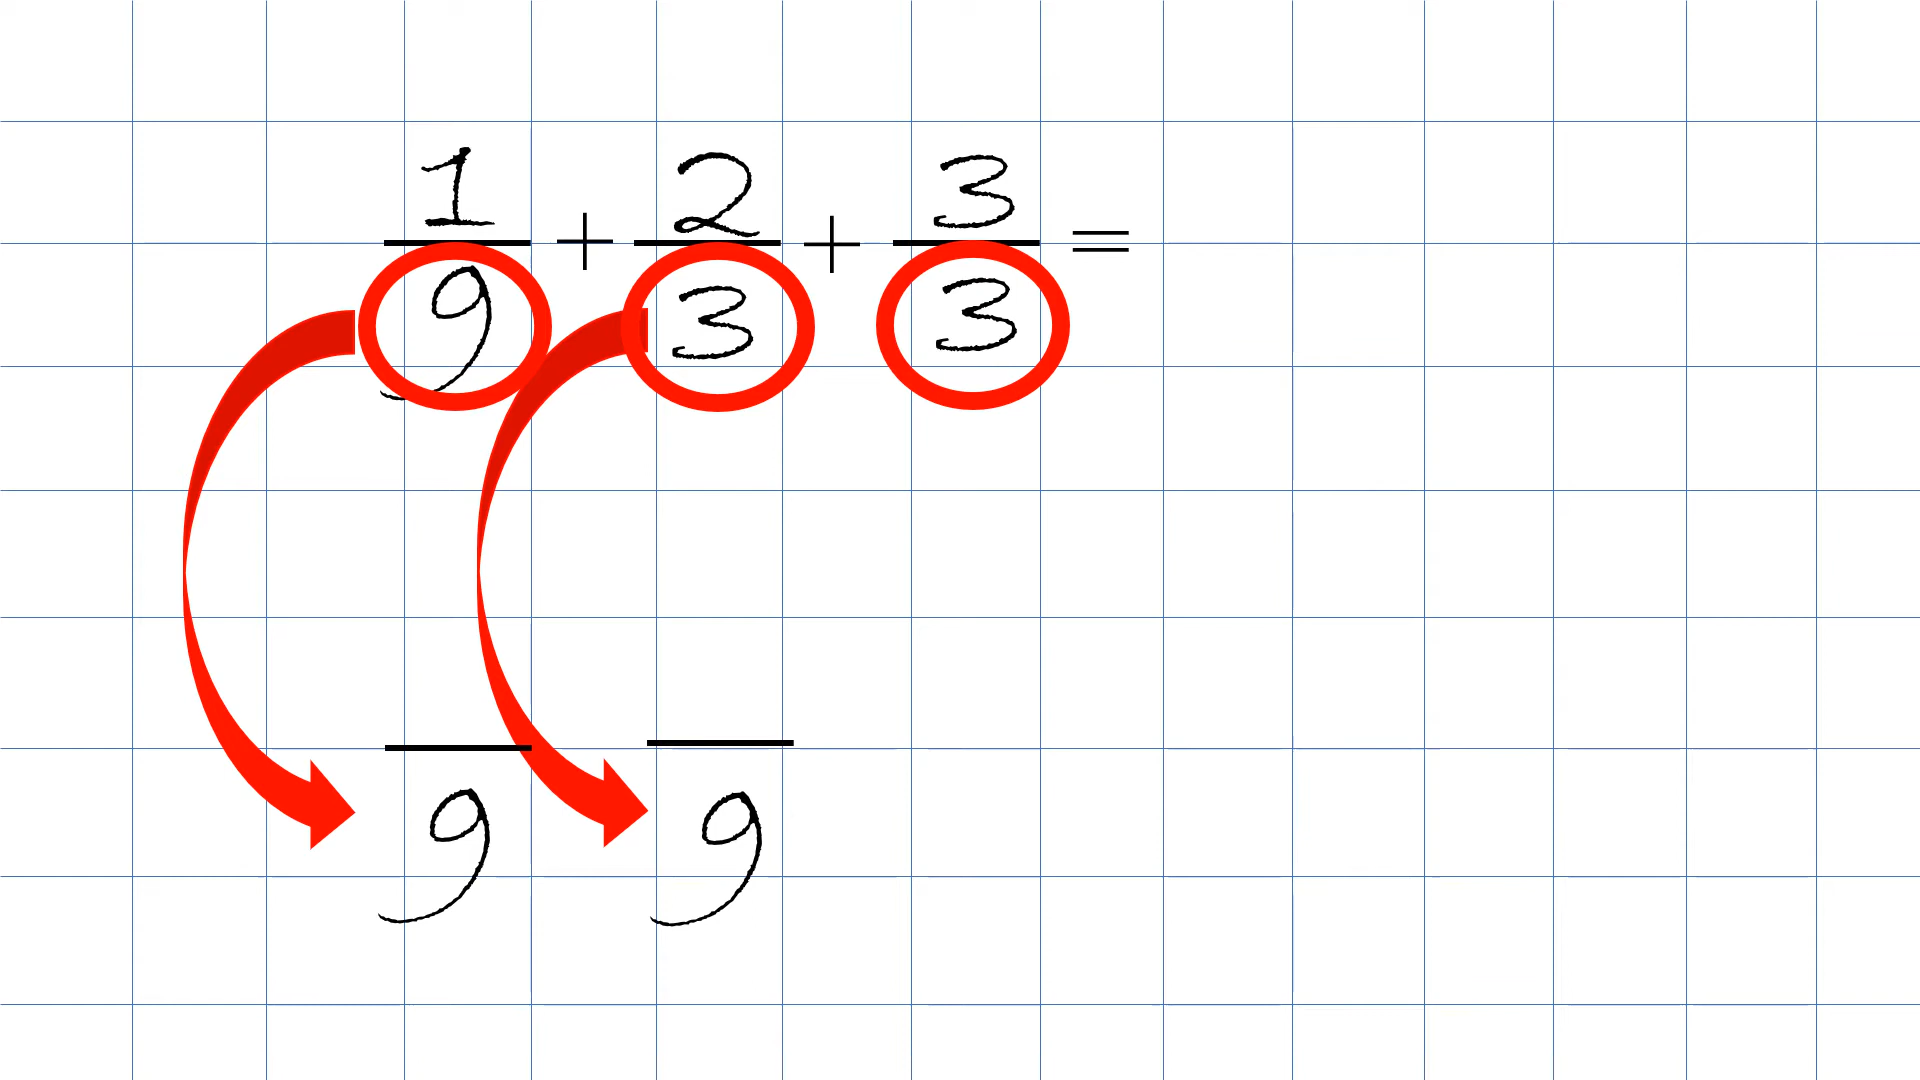 1/9 + 2/3 + 3/3 =
/9 /9